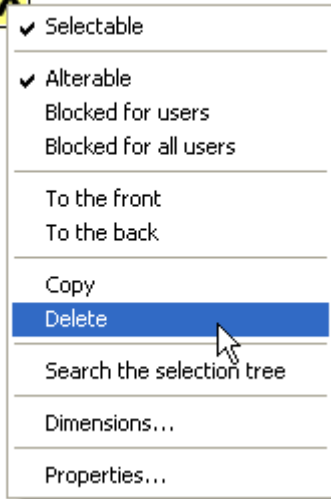 Selectable
Alterable
Blocked for users
Blocked for all users
To the front
To the back
Copy
Delete
Search the selection tree
Dimensions...
Properties...